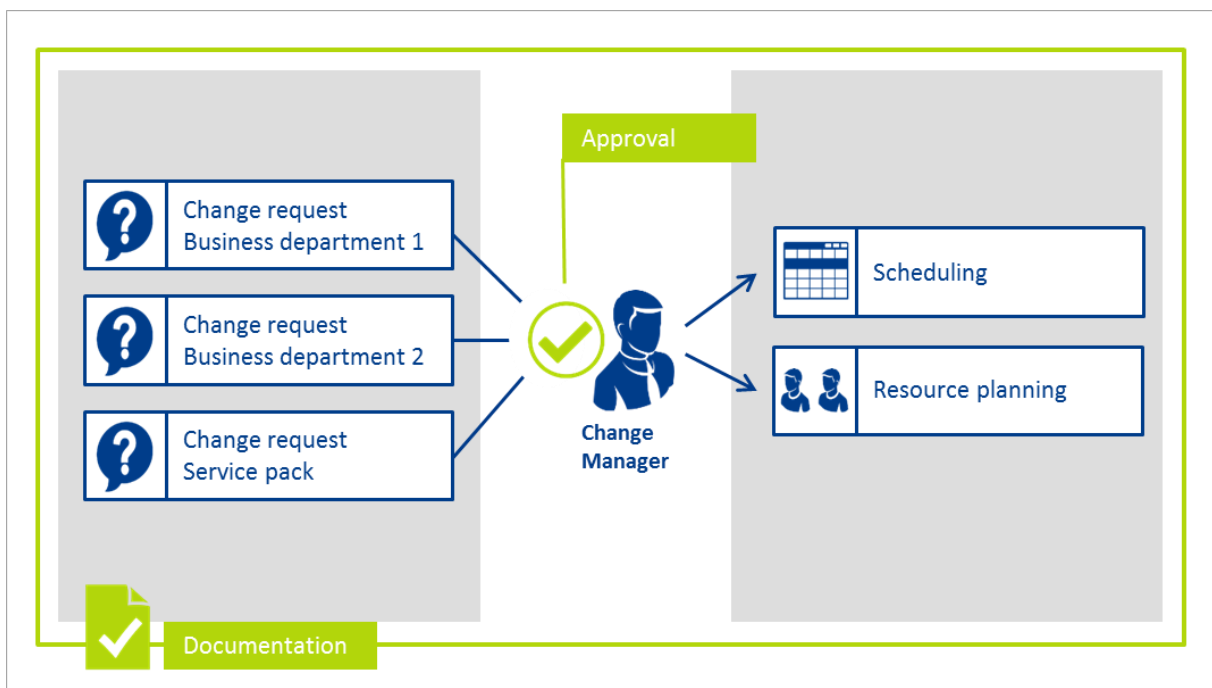 Approval
Change request
Business department 1
Change request
Business department 2
Change request
Service pack
Change
Manager
Scheduling
Resource planning
Documentation